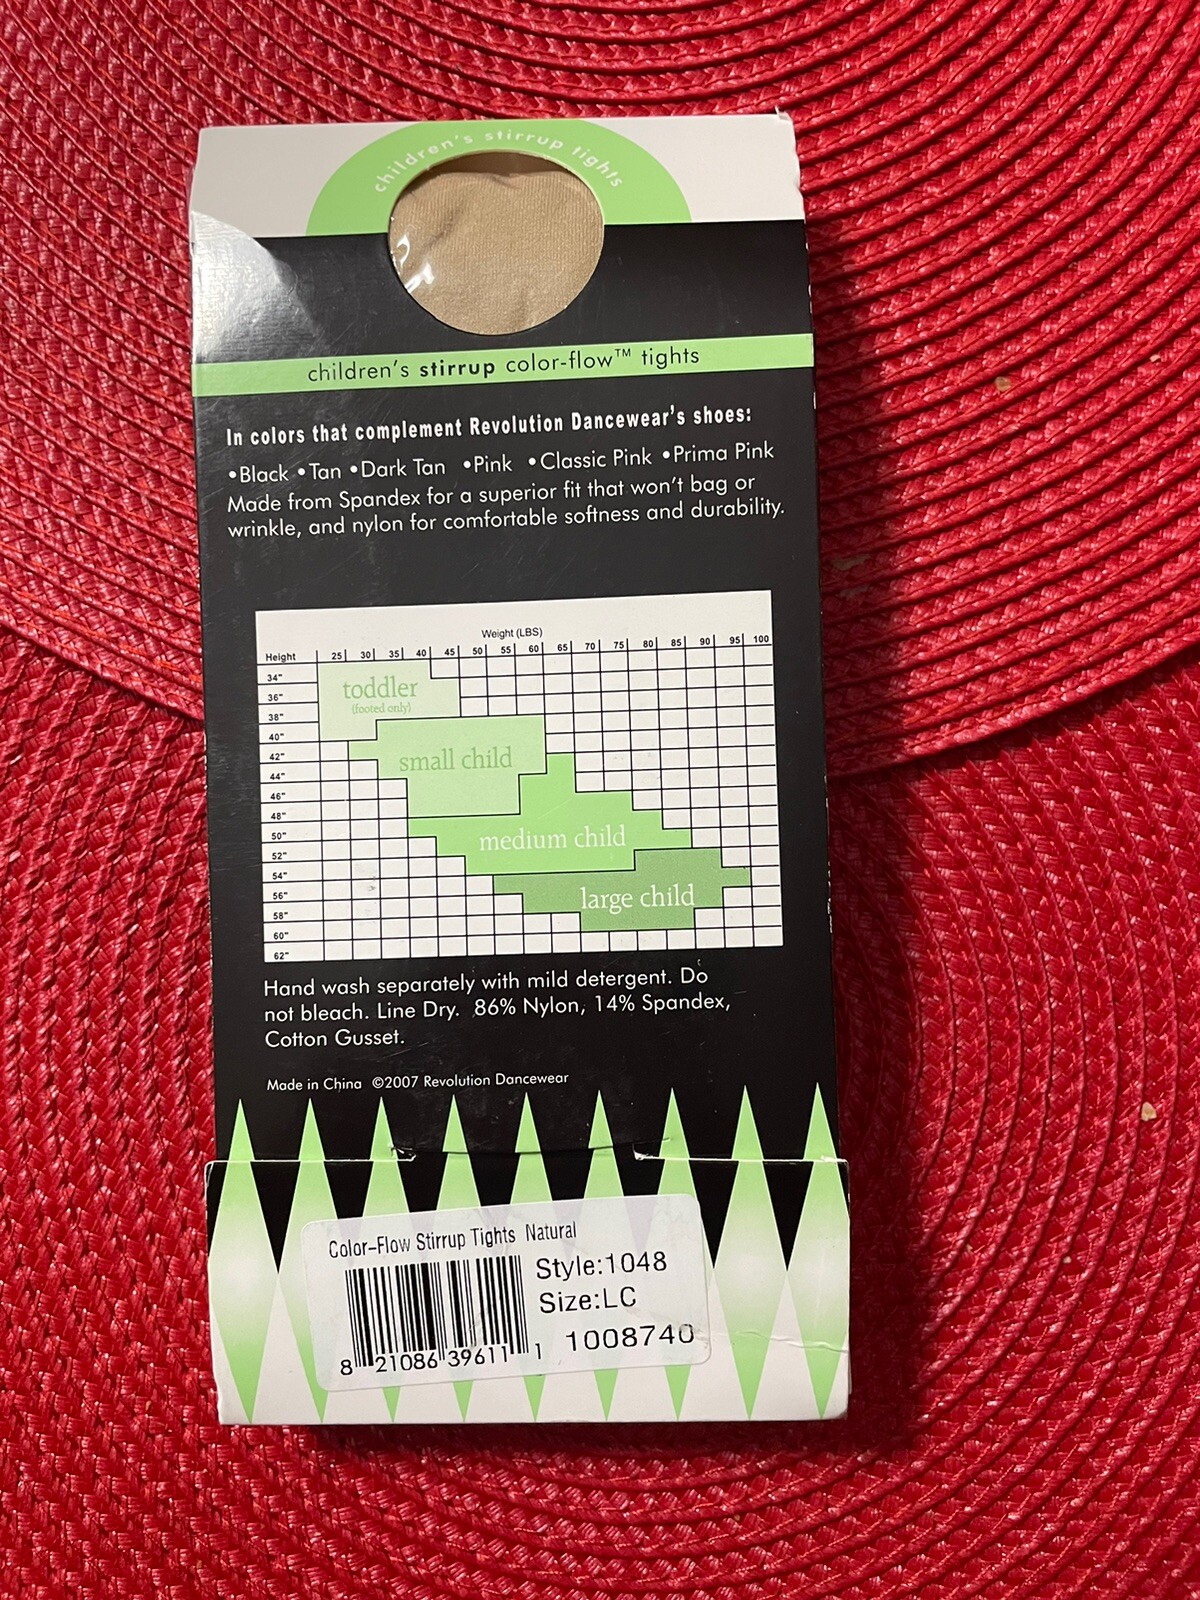 children's stirrup tights
children's stirrup color-flow™ tights
In colors that complement Revolution Dancewear's shoes:
•Black •Tan •Dark Tan •Pink •Classic Pink •Prima Pink
Made from Spandex for a superior fit that won't bag or
wrinkle, and nylon for comfortable softness and durability.
Weight (LBS)
Height 25 30 35 40 45 50 55 60 65 70 75 80 85 90 95 100
34"
36"
38"
40"
42"
44"
46"
48"
50"
52"
54"
56"
58"
60"
62"
toddler
(footed only)
small child
medium child
large child
Hand wash separately with mild detergent. Do
not bleach. Line Dry. 86% Nylon, 14% Spandex,
Cotton Gusset.
Made in China ©2007 Revolution Dancewear
Color-Flow Stirrup Tights Natural
Style:1048
Size:LC
1008740
8 21086 39611 1